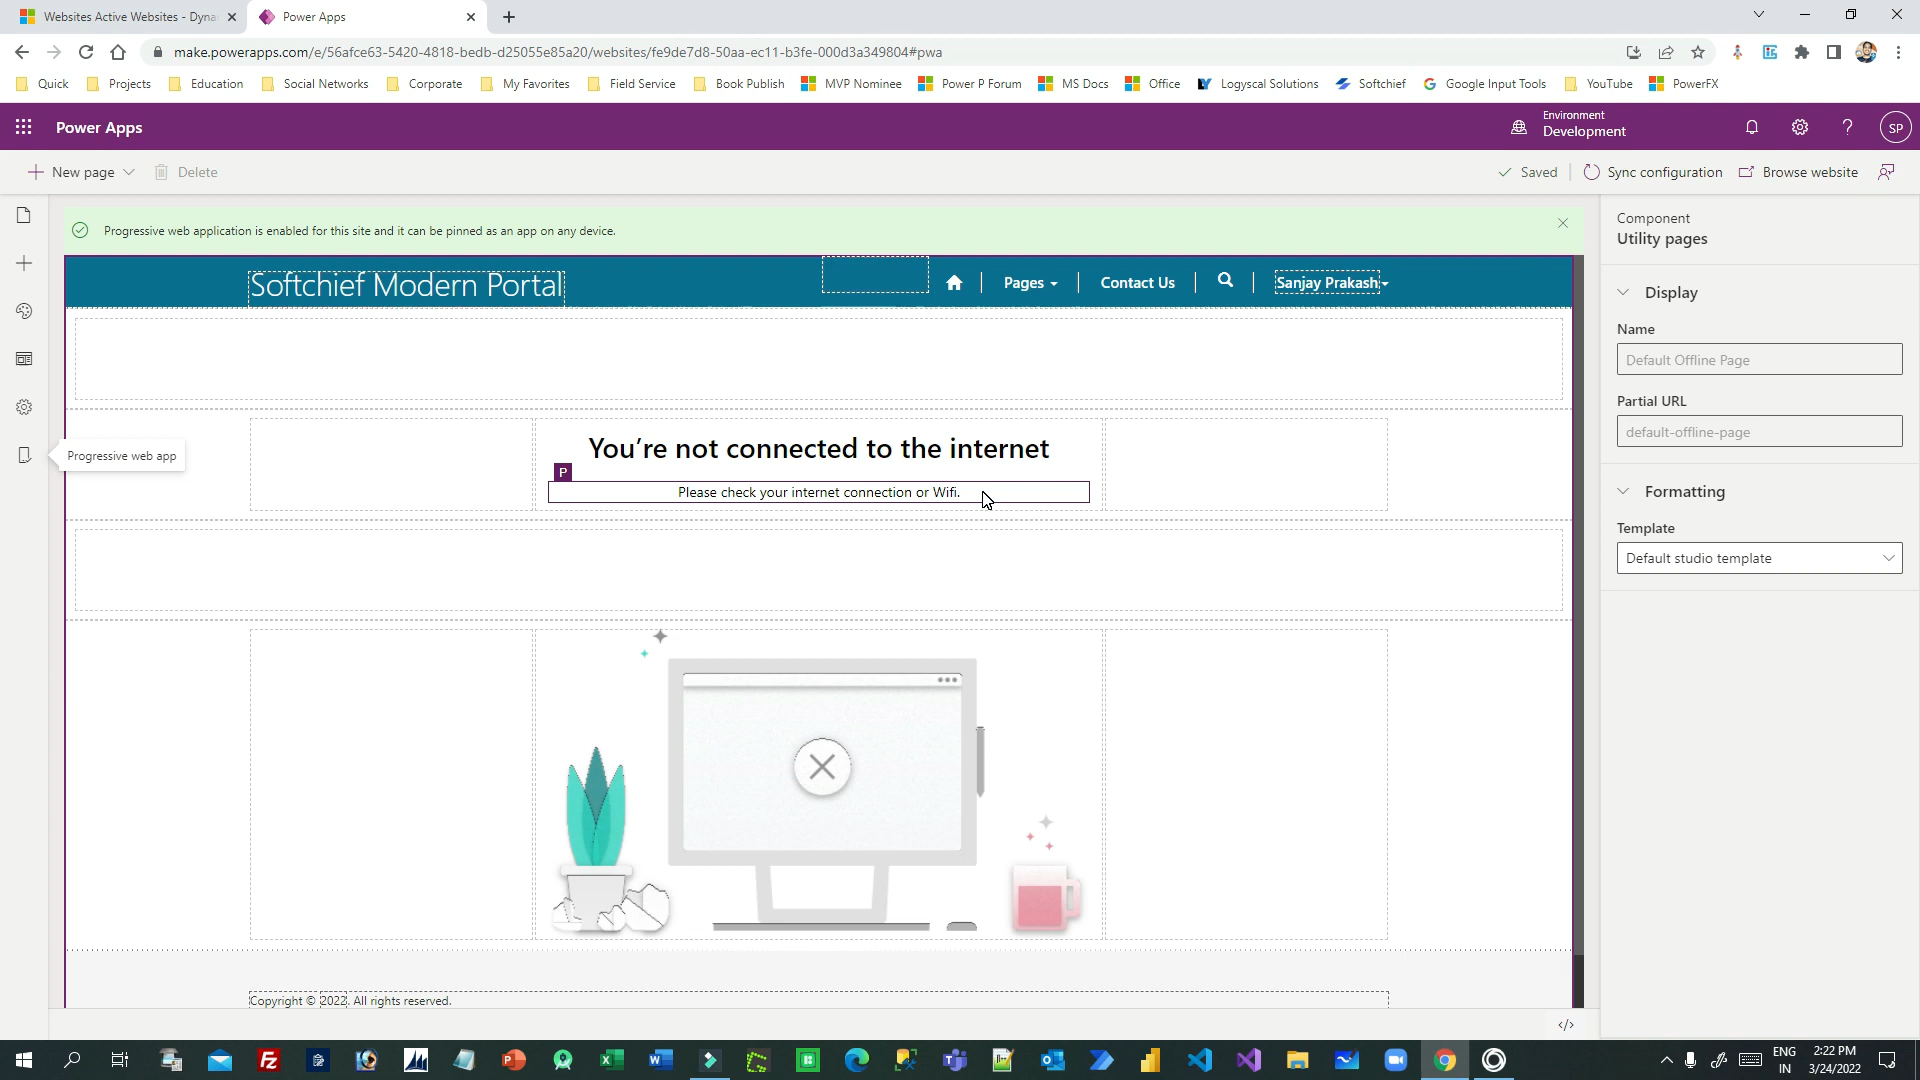 Websites Active Websites - Dyna
Power Apps
make.powerapps.com/e/56afce63-5420-4818-bedb-d25055e85a20/websites/fe9de7d8-50aa-ec11-b3fe-000d3a349804#pwa
Quick
Projects
Education
Social Networks
Corporate
My Favorites
Field Service
Book Publish
MVP Nominee
Power P Forum
MS Docs
Office
Logyscal Solutions
Softchief
Google Input Tools
YouTube
PowerFX
Power Apps
Environment
Development
SP
New page
Delete
Saved
Sync configuration
Browse website
Progressive web application is enabled for this site and it can be pinned as an app on any device.
Softchief Modern Portal
Pages
Contact Us
Sanjay Prakash
Progressive web app
You're not connected to the internet
P
Please check your internet connection or Wifi.
Copyright © 2022. All rights reserved.
Component
Utility pages
Display
Name
Default Offline Page
Partial URL
default-offline-page
Formatting
Template
Default studio template
</>
ENG
IN
2:22 PM
3/24/2022